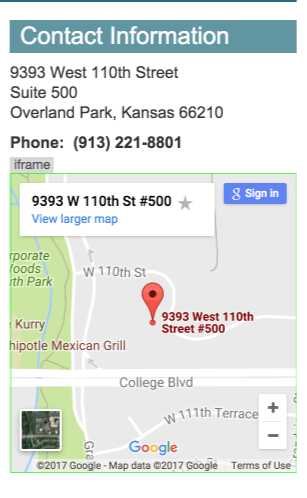 Contact Information
9393 West 110th Street
Suite 500
Overland Park, Kansas 66210
Phone: (913) 221-8801
iframe
9393 W 110th St #500
View larger map
Sign in
rporate
Woods
th Park
W 110th St
9393 West 110th
Street #500
Kurry
hipotle Mexican Grill
College Blvd
W 111th Terrace
Google
©2017 Google - Map data ©2017 Google
Terms of Use